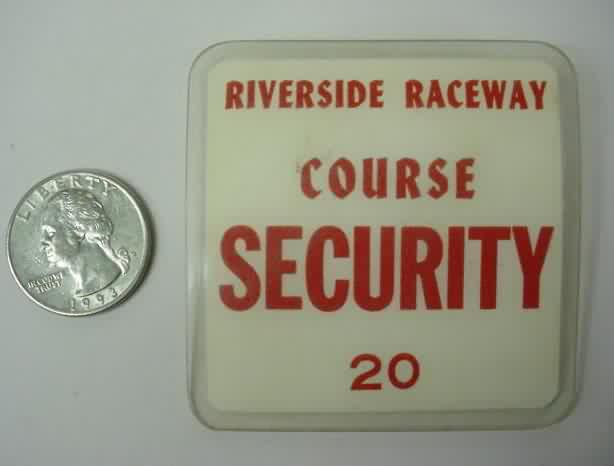 LIBERTY
IN GOD WE
TRUST
1993
RIVERSIDE RACEWAY
COURSE
SECURITY
20